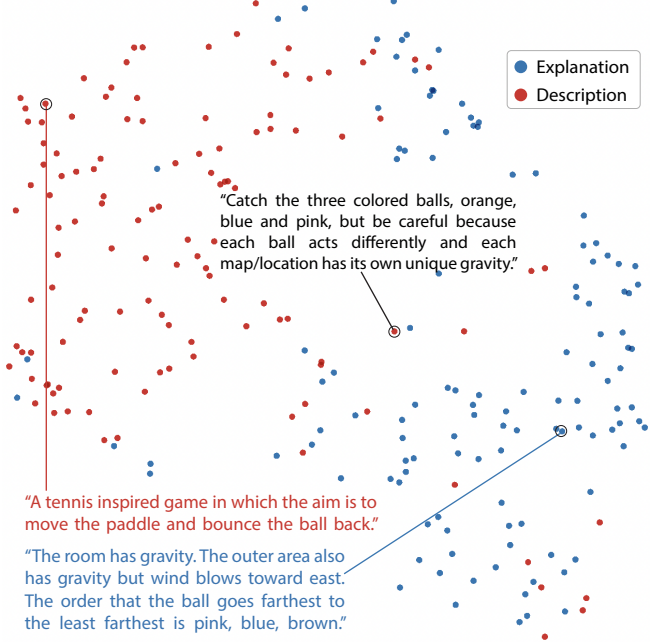 Explanation
Description
“Catch the three colored balls, orange,
blue and pink, but be careful because
each ball acts differently and each
map/location has its own unique gravity.”
“A tennis inspired game in which the aim is to
move the paddle and bounce the ball back.”
“The room has gravity. The outer area also
has gravity but wind blows toward east.
The order that the ball goes farthest to
the least farthest is pink, blue, brown.”